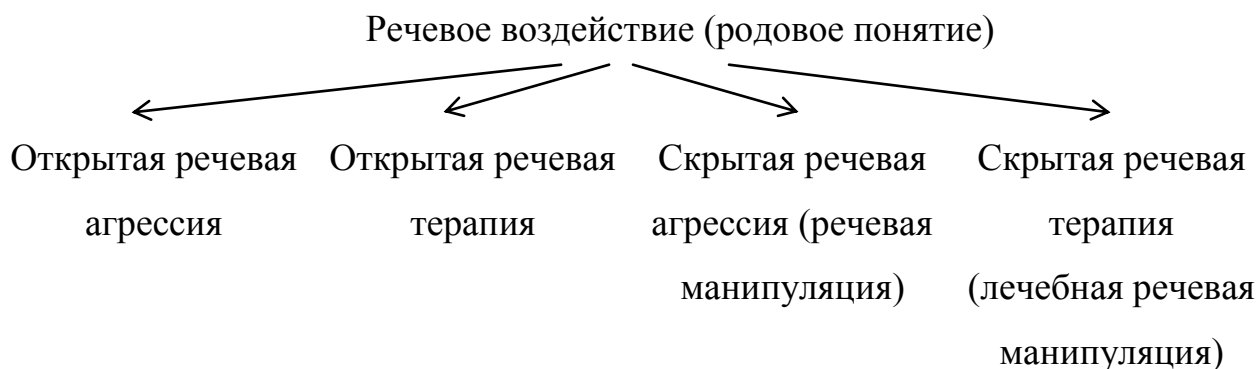 Речевое воздействие (родовое понятие)
Открытая речевая
агрессия
Открытая речевая
терапия
Скрытая речевая
агрессия (речевая
манипуляция)
Скрытая речевая
терапия
(лечебная речевая
манипуляция)